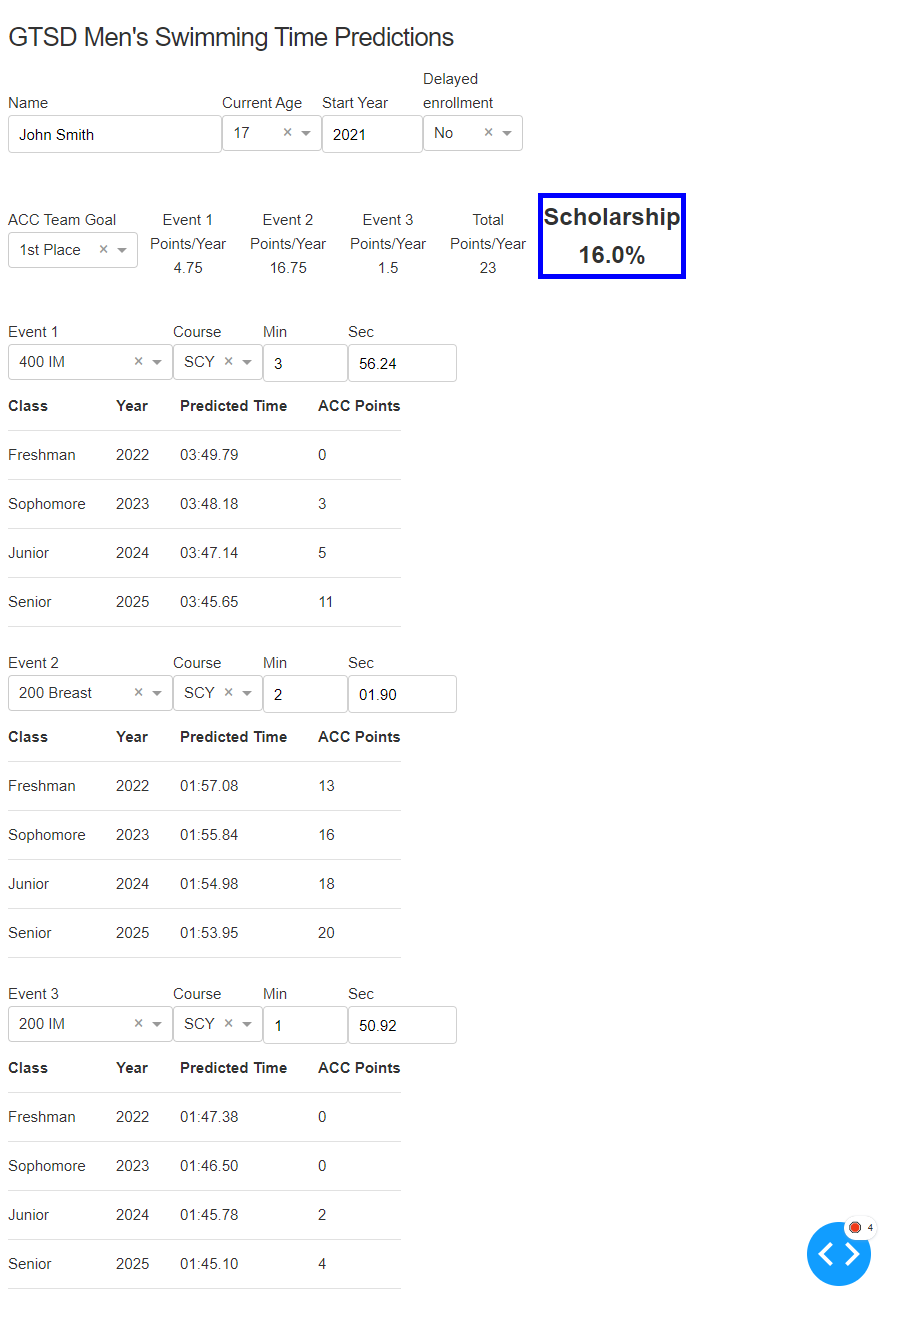 GTSD Men's Swimming Time Predictions
Name Current Age Start Year Delayed enrollment
John Smith 17 × 2021 No ×
ACC Team Goal Event 1 Points/Year Event 2 Points/Year Event 3 Points/Year Total Points/Year Scholarship
1st Place × 4.75 16.75 1.5 23 16.0%
Event 1 Course Min Sec
400 IM × SCY × 3 56.24
Class Year Predicted Time ACC Points
Freshman 2022 03:49.79 0
Sophomore 2023 03:48.18 3
Junior 2024 03:47.14 5
Senior 2025 03:45.65 11
Event 2 Course Min Sec
200 Breast × SCY × 2 01.90
Class Year Predicted Time ACC Points
Freshman 2022 01:57.08 13
Sophomore 2023 01:55.84 16
Junior 2024 01:54.98 18
Senior 2025 01:53.95 20
Event 3 Course Min Sec
200 IM × SCY × 1 50.92
Class Year Predicted Time ACC Points
Freshman 2022 01:47.38 0
Sophomore 2023 01:46.50 0
Junior 2024 01:45.78 2
Senior 2025 01:45.10 4
4